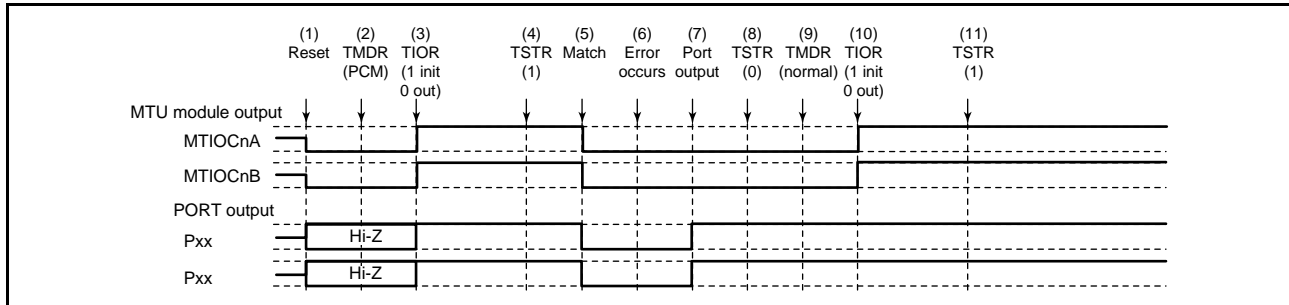 (1) (2) (3) (4) (5) (6) (7) (8) (9) (10) (11)
Reset TMDR TIOR TSTR Match Error Port TSTR TMDR TIOR TSTR
(PCM) (1 init (1) occurs output (0) (normal) (1 init (1)
0 out) 0 out)
MTU module output
MTIOCnA
MTIOCnB
PORT output
Pxx Hi-Z
Pxx Hi-Z